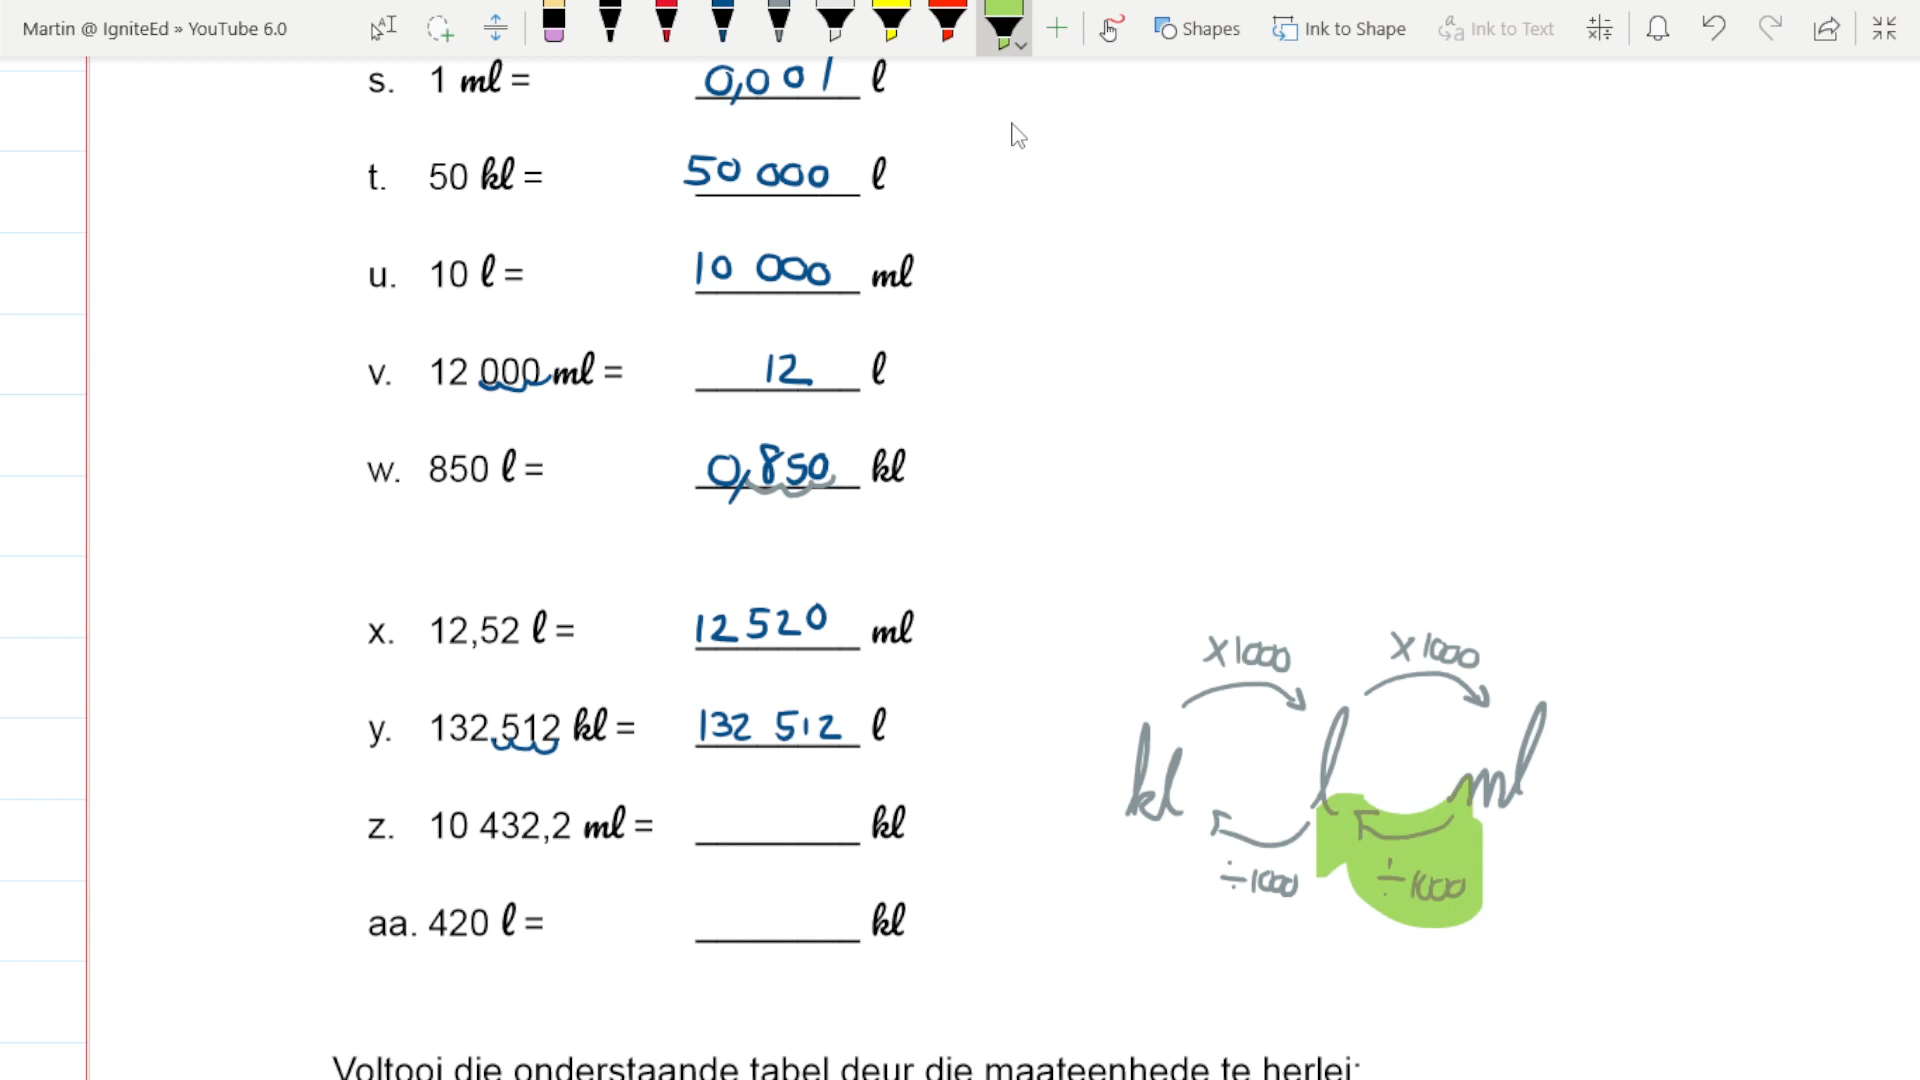 Martin @ IgniteEd » YouTube 6.0
Shapes
Ink to Shape
Ink to Text
s. 1 ml = 0,001 l
t. 50 kl = 50 000 l
u. 10 l = 10 000 ml
v. 12 000 ml = 12 l
w. 850 l = 0,850 kl
x. 12,52 l = 12520 ml
y. 132,512 kl = 132 512 l
z. 10 432,2 ml = ________ kl
aa. 420 l = ________ kl
×1000 ×1000
kl l ml
÷1000 ÷1000
Voltooi die onderstaande tabel deur die maateenhede te herlei: